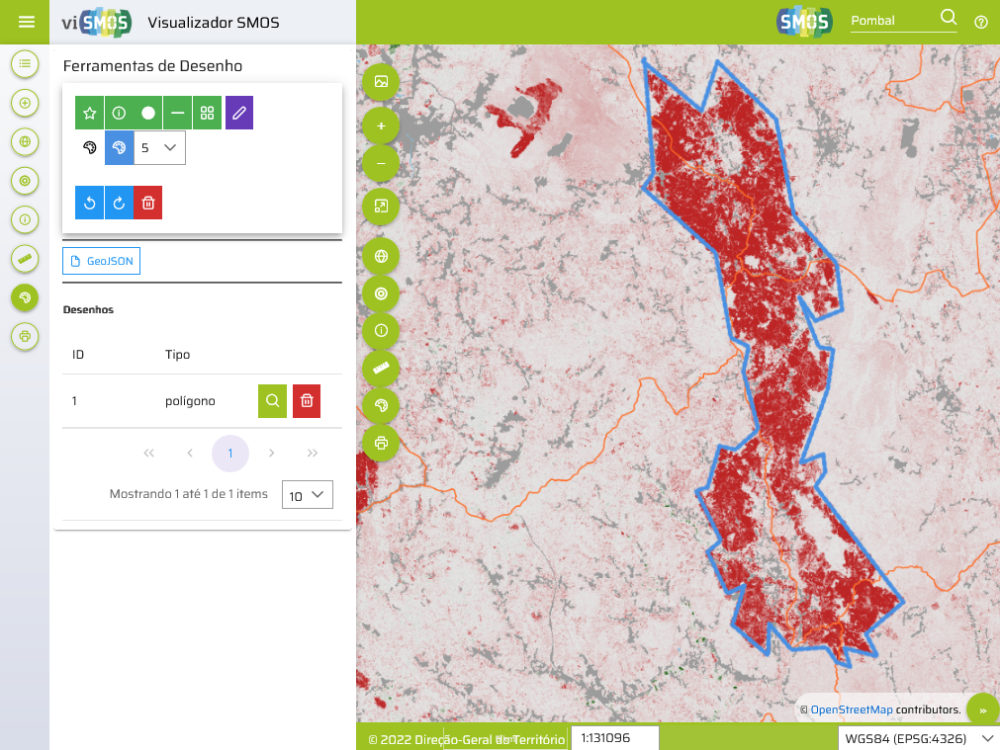 viSMOS Visualizador SMOS
SMOS
Pombal
Ferramentas de Desenho
5
GeoJSON
Desenhos
ID Tipo
1 polígono
« ‹ 1 › »
Mostrando 1 até 1 de 1 items
10
© OpenStreetMap contributors.
»
© 2022 Direção-Geral do Território
1:131096
WGS84 (EPSG:4326)